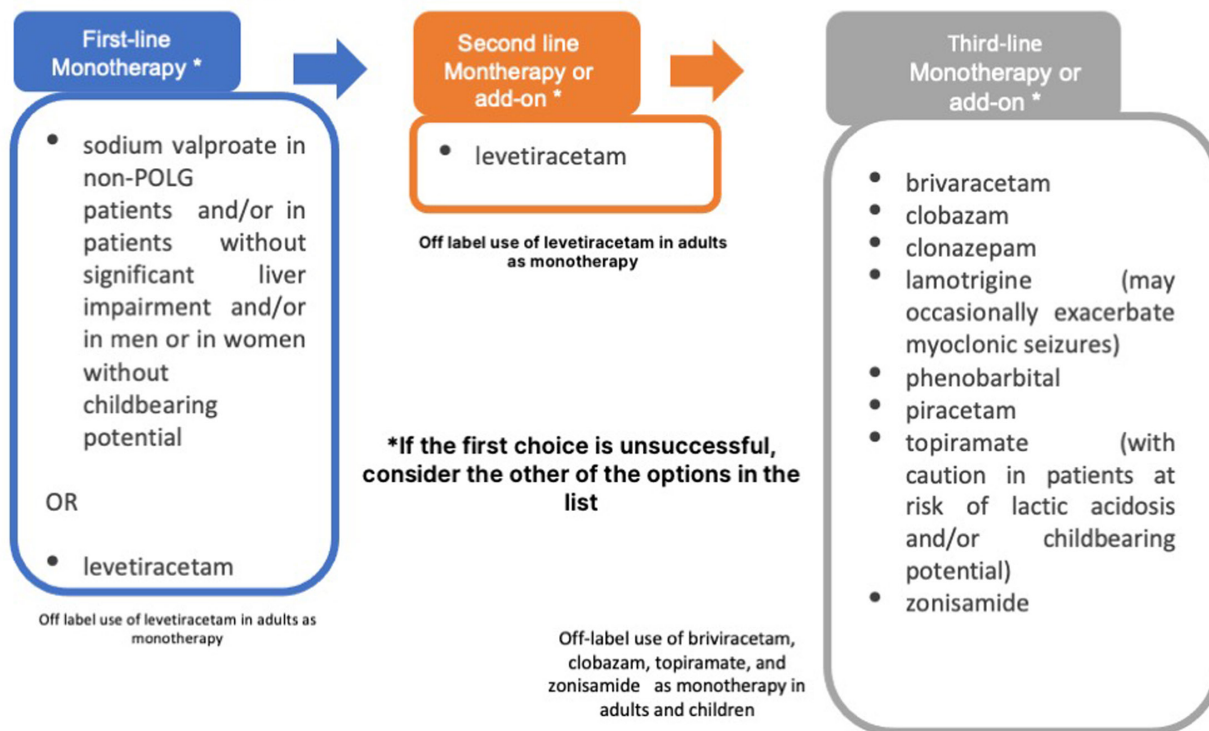 First-line
Monotherapy *
• sodium valproate in
non-POLG
patients and/or in
patients without
significant liver
impairment and/or
in men or in women
without
childbearing
potential
OR
• levetiracetam
Off label use of levetiracetam in adults as
monotherapy
Second line
Montherapy or
add-on *
• levetiracetam
Off label use of levetiracetam in adults
as monotherapy
*If the first choice is unsuccessful,
consider the other of the options in the
list
Off-label use of briviracetam,
clobazam, topiramate, and
zonisamide as monotherapy in
adults and children
Third-line
Monotherapy or
add-on *
• brivaracetam
• clobazam
• clonazepam
• lamotrigine (may
occasionally exacerbate
myoclonic seizures)
• phenobarbital
• piracetam
• topiramate (with
caution in patients at
risk of lactic acidosis
and/or childbearing
potential)
• zonisamide